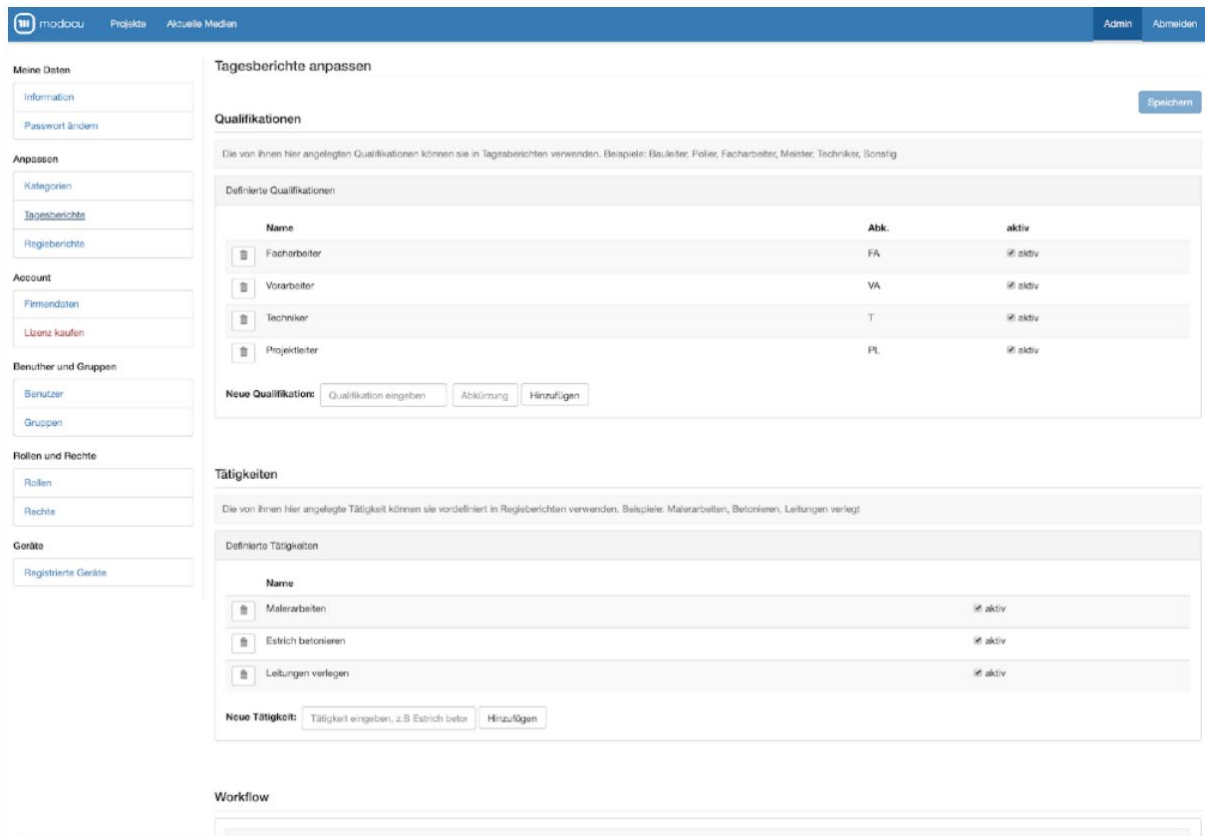 modocu Projekte Aktuelle Medien Admin Abmelden
Meine Daten
Information
Passwort ändern
Anpassen
Kategorien
Tagesberichte
Regieberichte
Account
Firmendaten
Lizenz kaufen
Benuther und Gruppen
Benutzer
Gruppen
Rollen und Rechte
Rollen
Rechte
Geräte
Registrierte Geräte
Tagesberichte anpassen
Speichern
Qualifikationen
Die von ihnen hier angelegten Qualifikationen können sie in Tagesberichten verwenden. Beispiele: Bauleiter, Polier, Facharbeiter, Meister, Techniker, Sonstig
Definierte Qualifikationen
Name Abk. aktiv
Facharbeiter FA aktiv
Vorarbeiter VA aktiv
Techniker T aktiv
Projektleiter PL aktiv
Neue Qualifikation: Qualifikation eingeben Abkürzung Hinzufügen
Tätigkeiten
Die von ihnen hier angelegte Tätigkeit können sie vordefiniert in Regieberichten verwenden. Beispiele: Malerarbeiten, Betonieren, Leitungen verlegt
Definierte Tätigkeiten
Name
Malerarbeiten aktiv
Estrich betonieren aktiv
Leitungen verlegen aktiv
Neue Tätigkeit: Tätigkeit eingeben, z.B Estrich beto Hinzufügen
Workflow